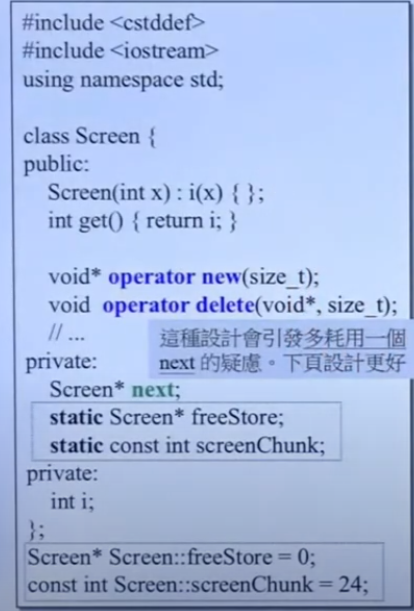 #include <cstddef>
#include <iostream>
using namespace std;
class Screen {
public:
Screen(int x) : i(x) { };
int get() { return i; }
void* operator new(size_t);
void operator delete(void*, size_t);
// ...
這種設計會引發多耗用一個
next 的疑慮。下頁設計更好
private:
Screen* next;
static Screen* freeStore;
static const int screenChunk;
private:
int i;
};
Screen* Screen::freeStore = 0;
const int Screen::screenChunk = 24;